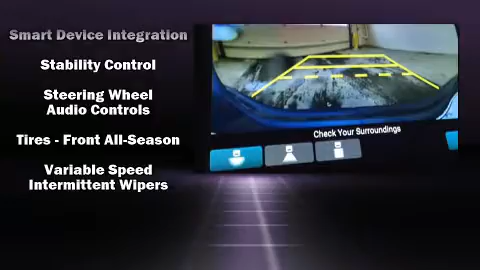 Smart Device Integration
Stability Control
Steering Wheel
Audio Controls
Tires - Front All-Season
Variable Speed
Intermittent Wipers
Check Your Surroundings